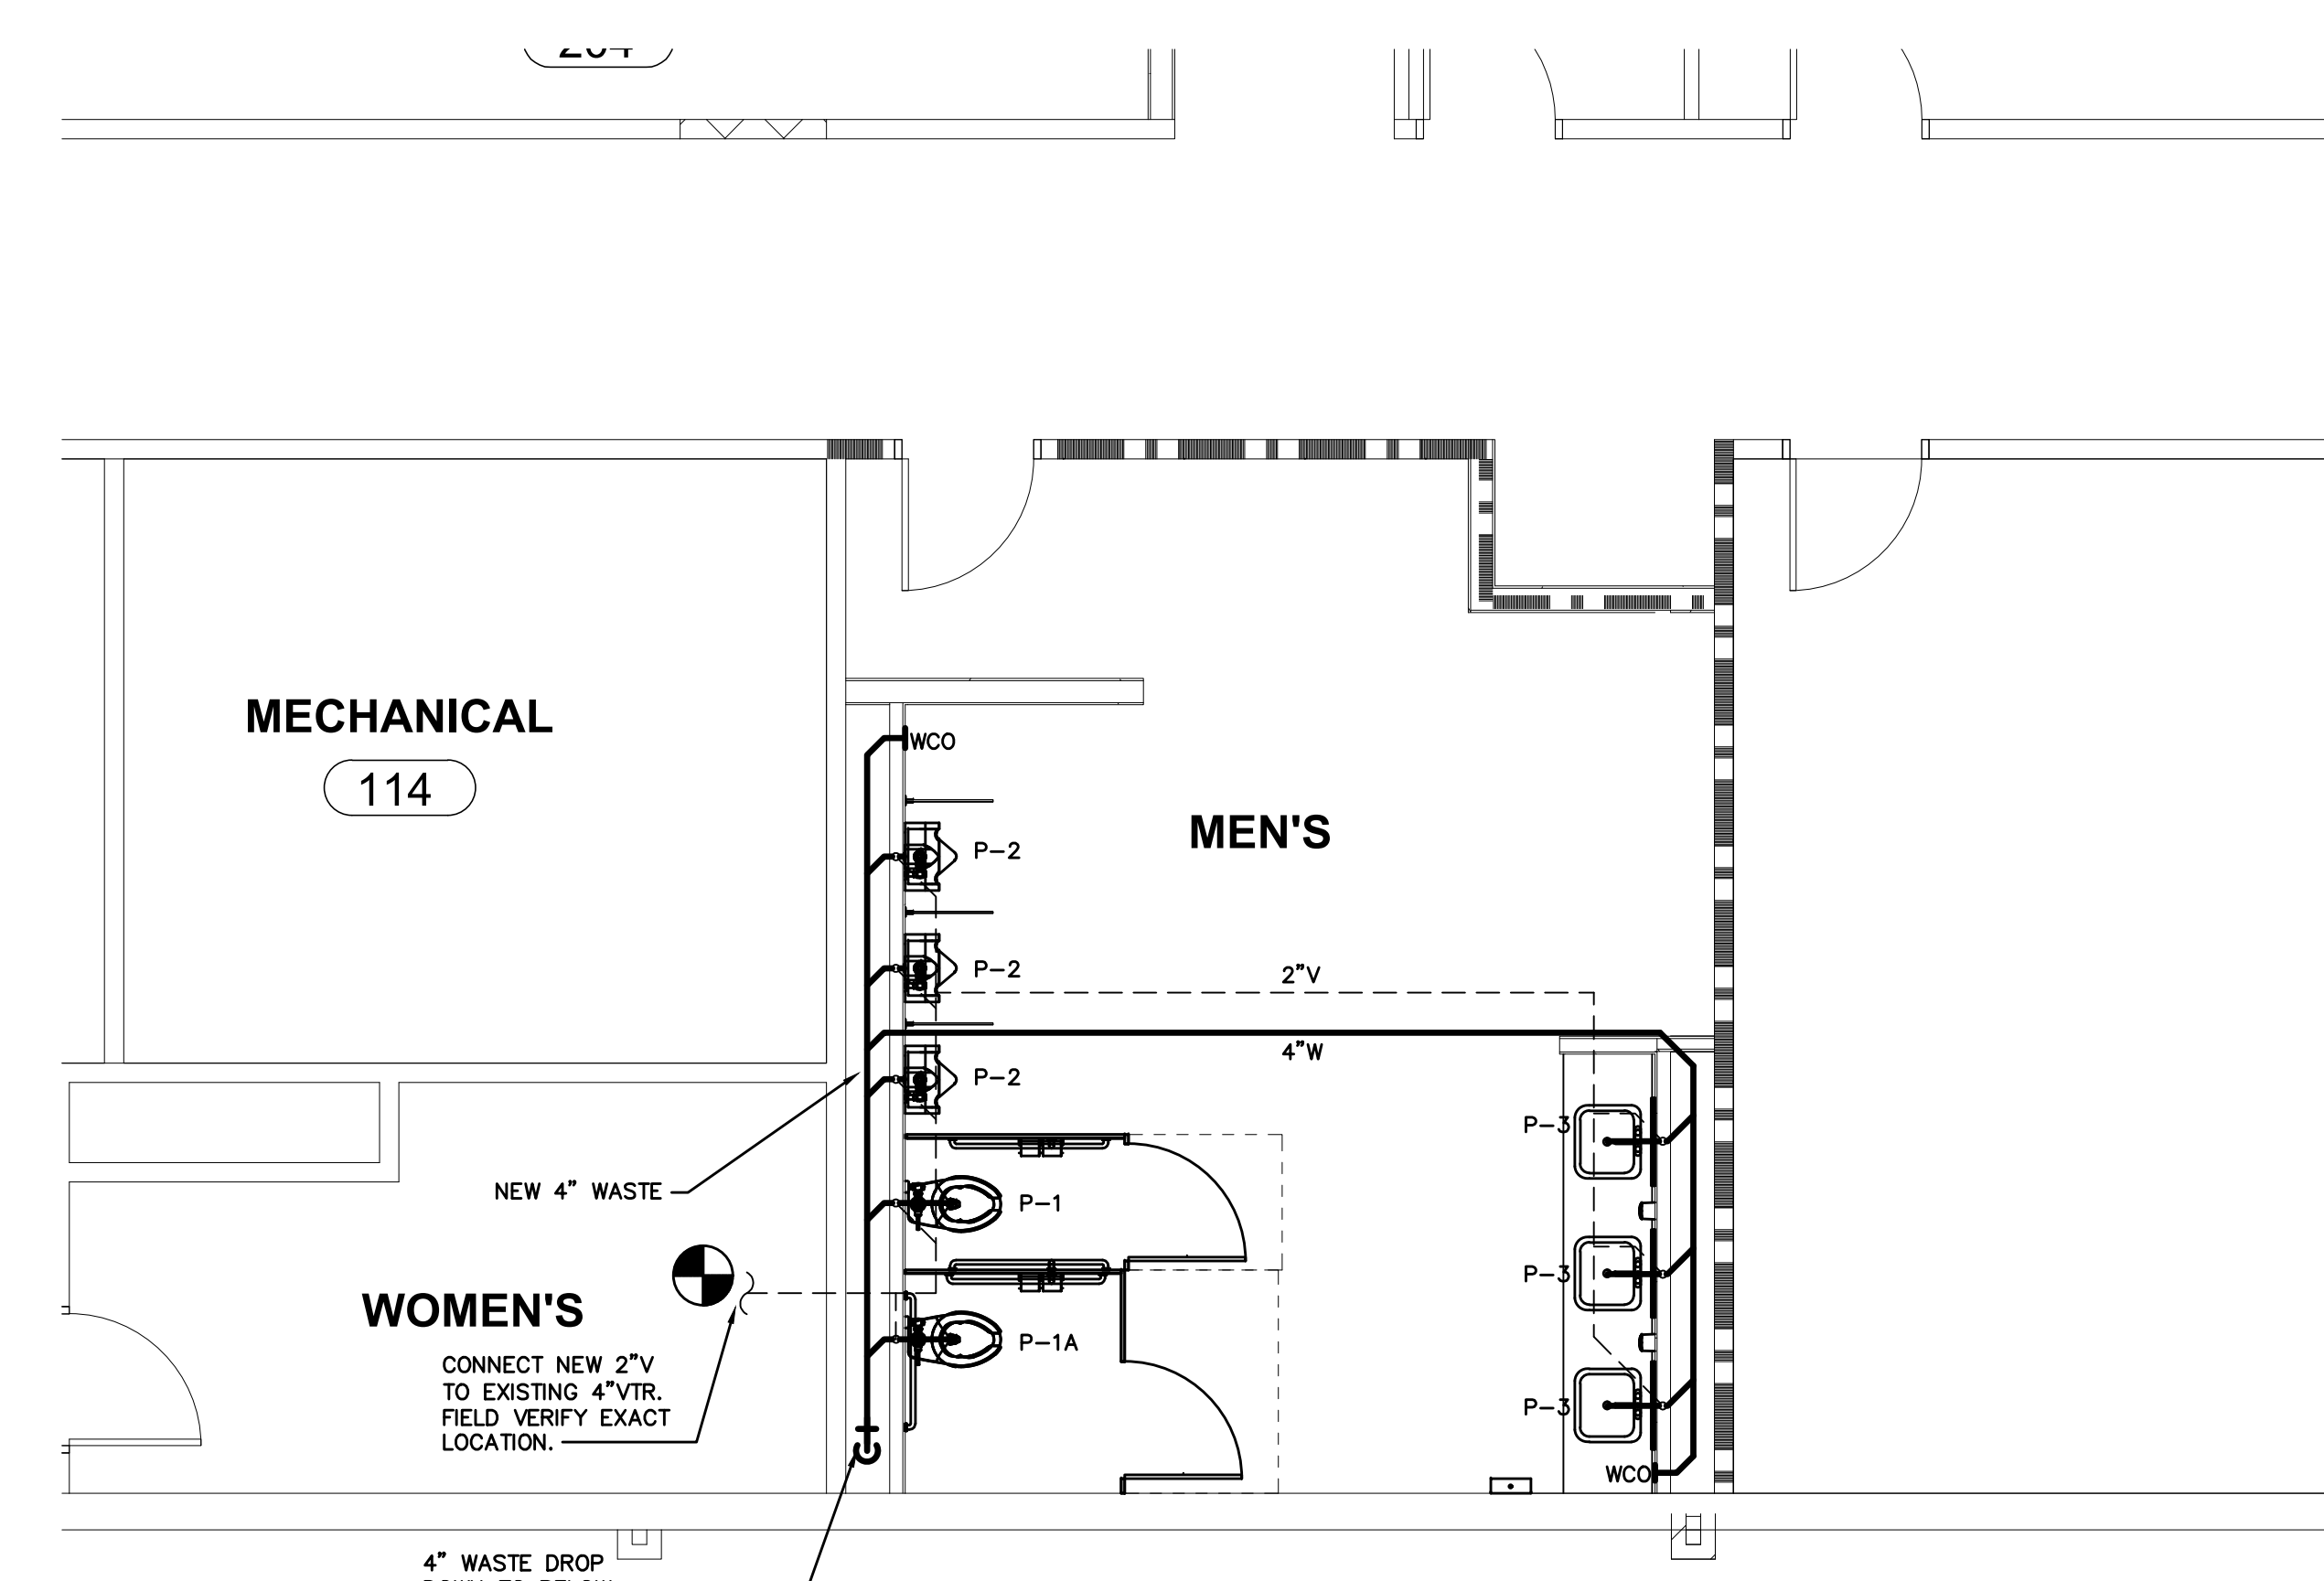 MECHANICAL
114
WCO
P-2
MEN'S
P-2
2"V
4"W
P-2
P-3
NEW 4" WASTE
P-1
P-3
WOMEN'S
P-1A
CONNECT NEW 2"V
TO EXISTING 4"VTR.
FIELD VERIFY EXACT
LOCATION.
P-3
WCO
4" WASTE DROP